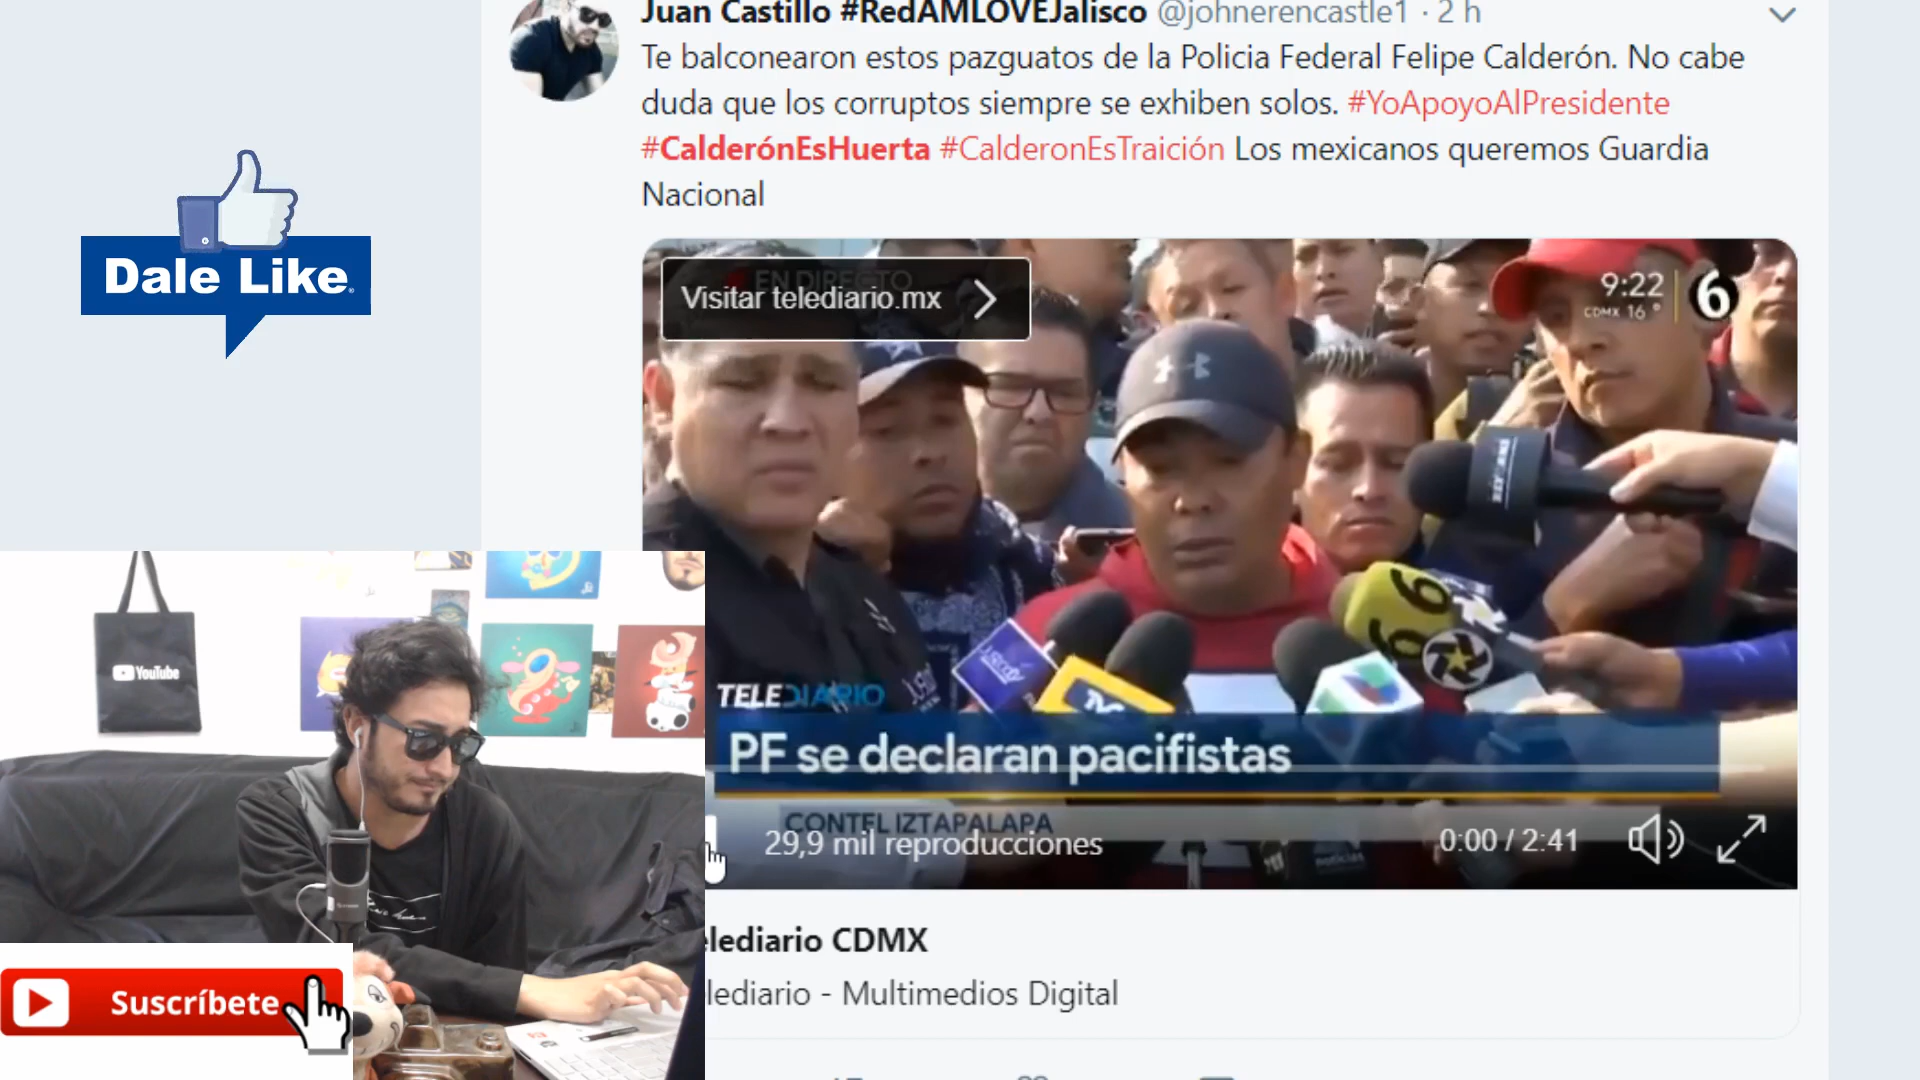 Juan Castillo #RedAMLOVEJalisco @johnerencastle1 · 2 h
Te balconearon estos pazguatos de la Policia Federal Felipe Calderón. No cabe
duda que los corruptos siempre se exhiben solos. #YoApoyoAlPresidente
#CalderónEsHuerta #CalderonEsTraición Los mexicanos queremos Guardia
Nacional
Dale Like.
EN DIRECTO
Visitar telediario.mx
9:22
CDMX 16 °
6
YouTube
TELEDIARIO
PF se declaran pacifistas
CONTEL IZTAPALAPA
29,9 mil reproducciones
0:00 / 2:41
elediario CDMX
lediario - Multimedios Digital
Suscríbete